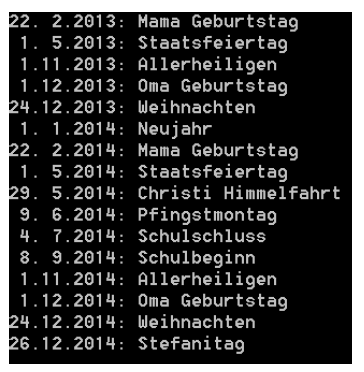 22. 2.2013: Mama Geburtstag
 1. 5.2013: Staatsfeiertag
 1.11.2013: Allerheiligen
 1.12.2013: Oma Geburtstag
24.12.2013: Weihnachten
 1. 1.2014: Neujahr
22. 2.2014: Mama Geburtstag
 1. 5.2014: Staatsfeiertag
29. 5.2014: Christi Himmelfahrt
 9. 6.2014: Pfingstmontag
 4. 7.2014: Schulschluss
 8. 9.2014: Schulbeginn
 1.11.2014: Allerheiligen
 1.12.2014: Oma Geburtstag
24.12.2014: Weihnachten
26.12.2014: Stefanitag